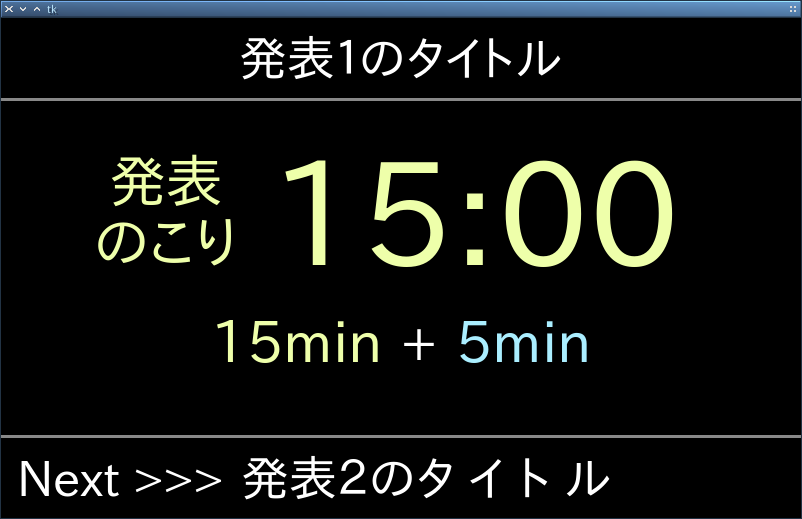 tk
発表1のタイトル
発表
のこり
15:00
15min + 5min
Next >>> 発表2のタイトル